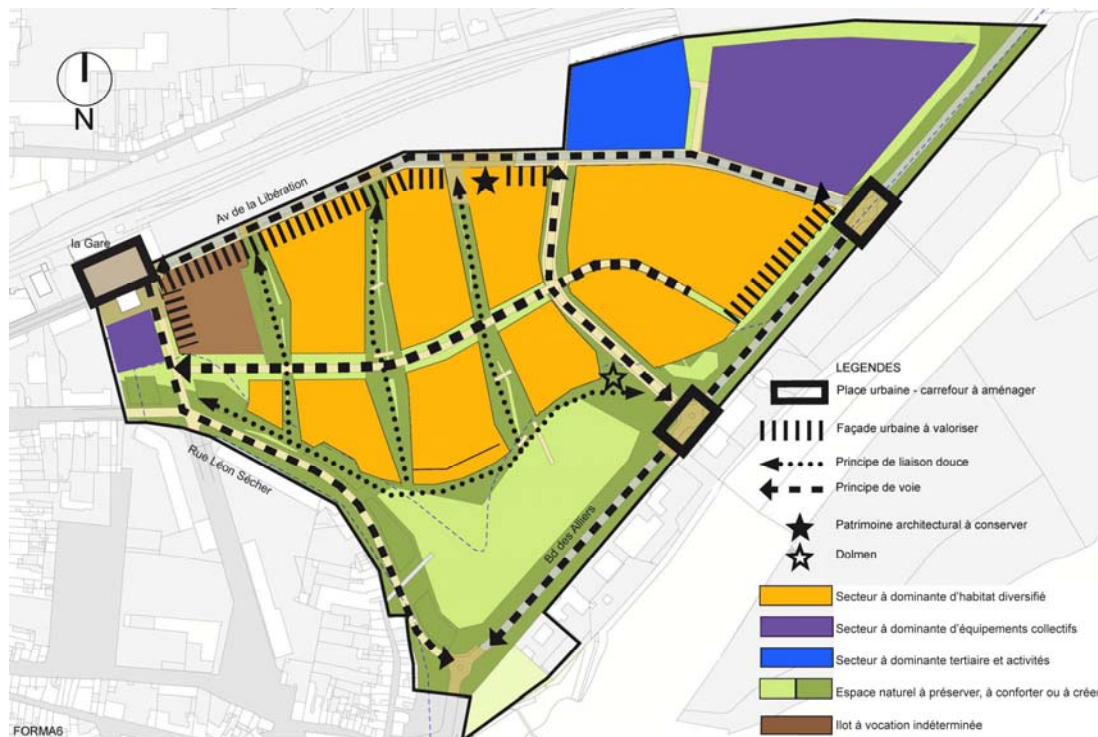 N
Av de la Libération
la Gare
Rue Léon Sécher
Bd des Alliers
LEGENDES
Place urbaine - carrefour à aménager
Façade urbaine à valoriser
Principe de liaison douce
Principe de voie
Patrimoine architectural à conserver
Dolmen
Secteur à dominante d'habitat diversifié
Secteur à dominante d'équipements collectifs
Secteur à dominante tertiaire et activités
Espace naturel à préserver, à conforter ou à créer
Ilot à vocation indéterminée
FORMA6